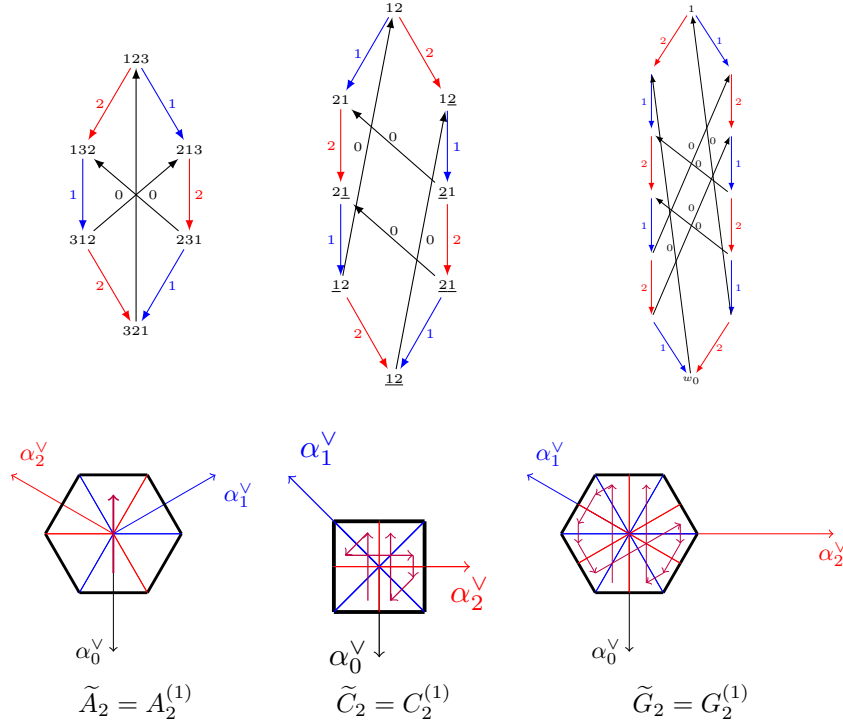 123
2 1
132 213
1 0 0 2
312 231
2 1
321
12
1 2
21 12̲
2 0 0 1
21̲ 2̲1
1 0 0 2
1̲2 2̲1̲
2 1
1̲2̲
1
2 1
1 2
2 0 0
0 1
0
1 0 2
0
2 1
1 2
w₀
α₂^∨
α₁^∨
α₀^∨
α₁^∨
α₂^∨
α₀^∨
α₁^∨
α₂^∨
α₀^∨
Ã₂ = A₂^(1)
C̃₂ = C₂^(1)
G̃₂ = G₂^(1)